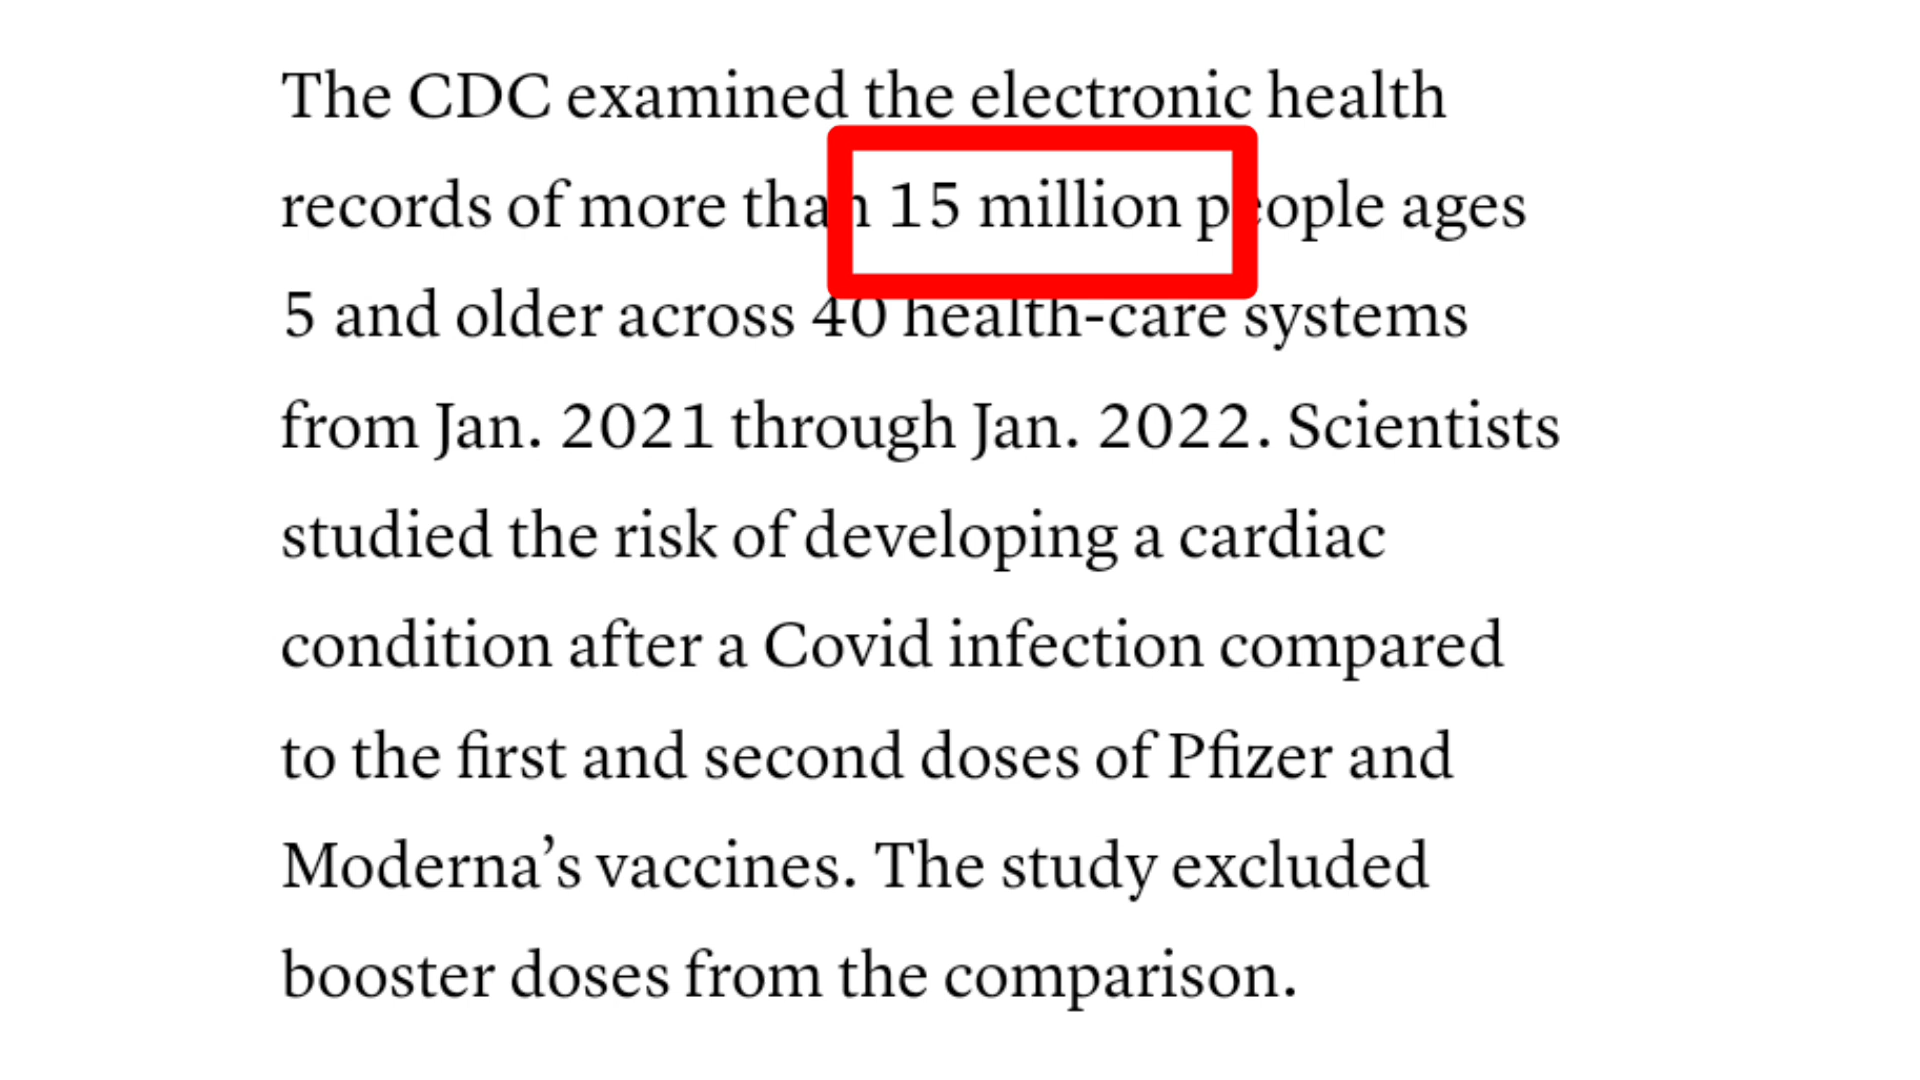 The CDC examined the electronic health
records of more than 15 million people ages
5 and older across 40 health-care systems
from Jan. 2021 through Jan. 2022. Scientists
studied the risk of developing a cardiac
condition after a Covid infection compared
to the first and second doses of Pfizer and
Moderna’s vaccines. The study excluded
booster doses from the comparison.